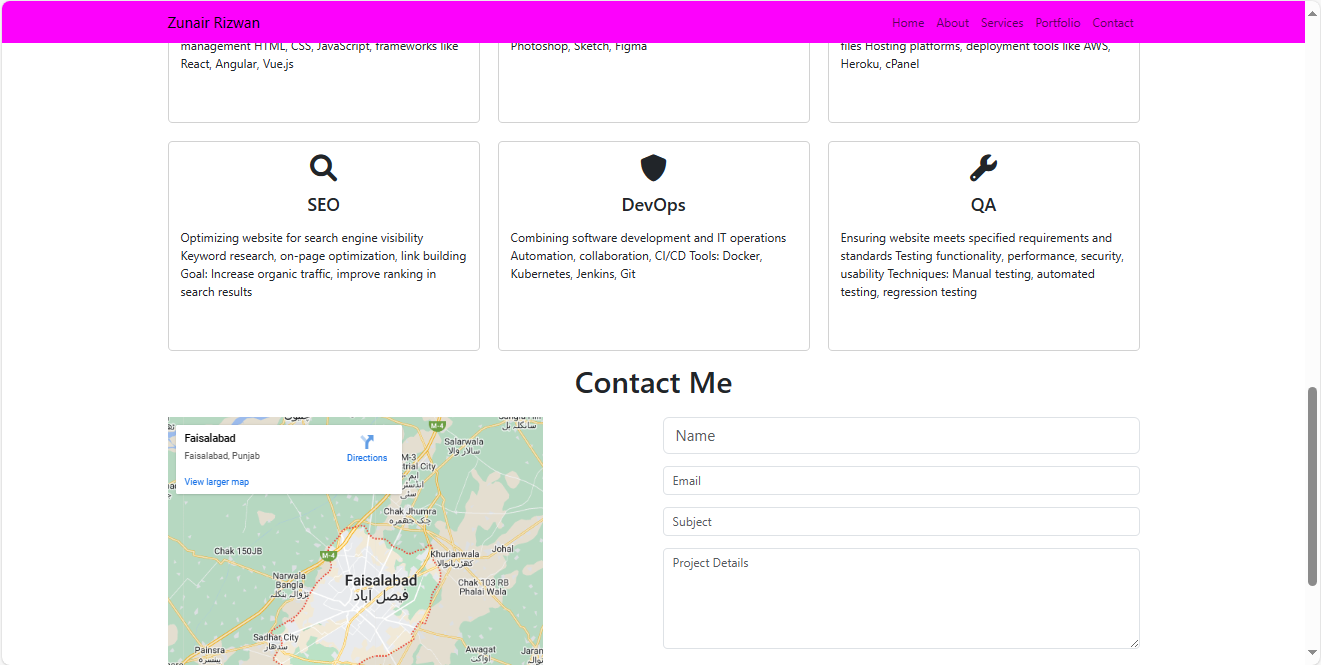 Zunair Rizwan
Home About Services Portfolio Contact
management HTML, CSS, JavaScript, frameworks like
React, Angular, Vue.js
Photoshop, Sketch, Figma
files Hosting platforms, deployment tools like AWS,
Heroku, cPanel
SEO
Optimizing website for search engine visibility
Keyword research, on-page optimization, link building
Goal: Increase organic traffic, improve ranking in
search results
DevOps
Combining software development and IT operations
Automation, collaboration, CI/CD Tools: Docker,
Kubernetes, Jenkins, Git
QA
Ensuring website meets specified requirements and
standards Testing functionality, performance, security,
usability Techniques: Manual testing, automated
testing, regression testing
Contact Me
Faisalabad
Faisalabad, Punjab
Directions
View larger map
M-4
سانگلہ ہل
Salarwala
سالار والا
M-3
trial City
Chak Jhumra
چک جھمرہ
Chak 150JB
M-4
Khurianwala
کھڑیانوالا
Johal
Narwala
Bangla
نڑوالہ بنگلہ
Faisalabad
فیصل آباد
Chak 103 RB
Phalai Wala
Sadhar City
سدھار
Painsra
پینسرہ
Awagat
اواگت
Name
Email
Subject
Project Details